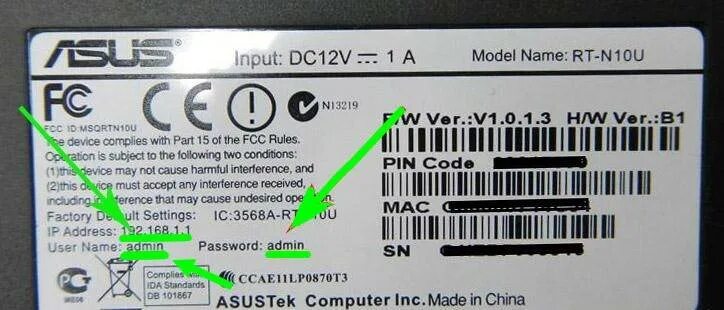 ASUS Input: DC12V 1 A Model Name: RT-N10U
FC CE N13219
FCC ID:MSQRTN10U
F/W Ver.:V1.0.1.3 H/W Ver.:B1
The device complies with Part 15 of the FCC Rules.
Operation is subject to the following two conditions:
(1)this device may not cause harmful interference, and
(2)this device must accept any interference received,
including interference that may cause undesired operation.
PIN Code
MAC
SN
Factory Default Settings: IC:3568A-RT 10U
IP Address: 192.168.1.1
User Name: admin Password: admin
Complies with
IDA Standards
DB 101867
CCAE11LP0870T3
ASUSTek Computer Inc. Made in China